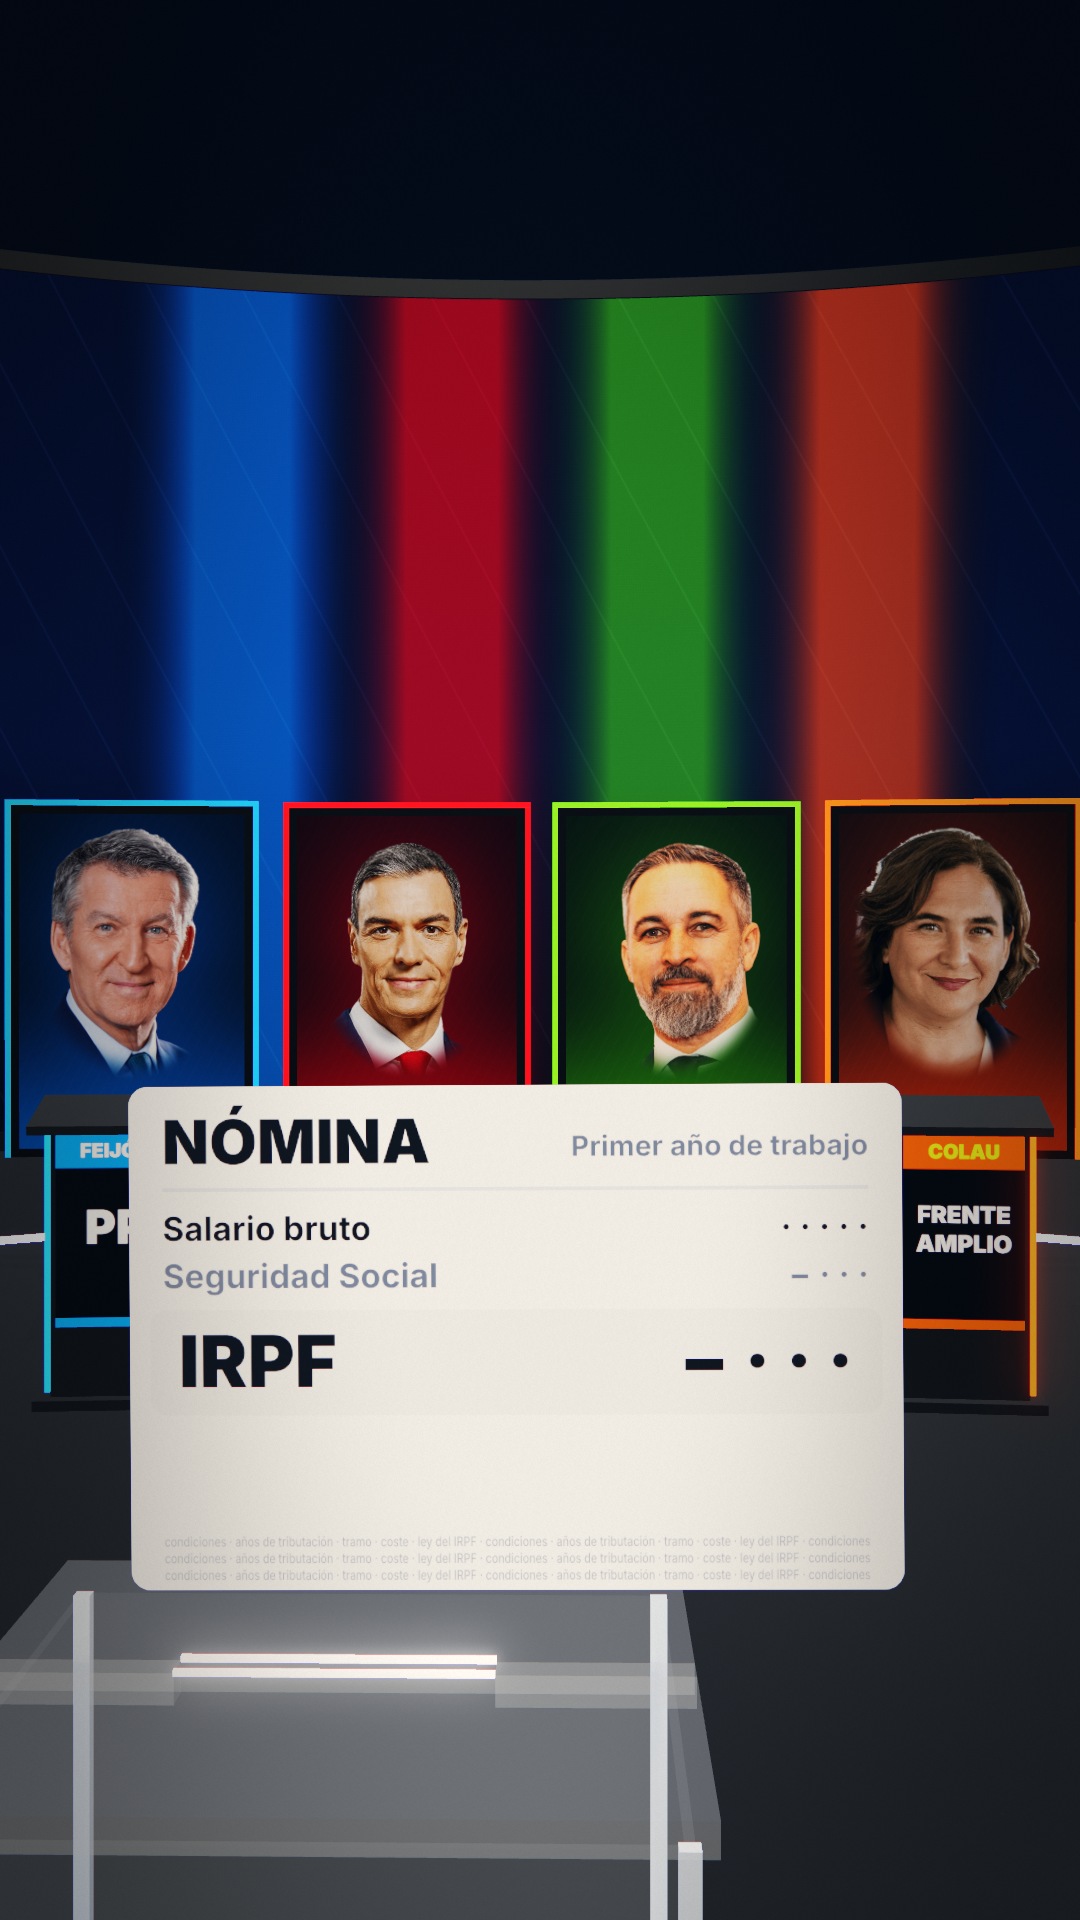 NÓMINA
Primer año de trabajo
Salario bruto
Seguridad Social
IRPF
condiciones · años de tributación · tramo · coste · ley del IRPF · condiciones · años de tributación · tramo · coste · ley del IRPF · condiciones
condiciones · años de tributación · tramo · coste · ley del IRPF · condiciones · años de tributación · tramo · coste · ley del IRPF · condiciones
condiciones · años de tributación · tramo · coste · ley del IRPF · condiciones · años de tributación · tramo · coste · ley del IRPF · condiciones
COLAU
FRENTE
AMPLIO